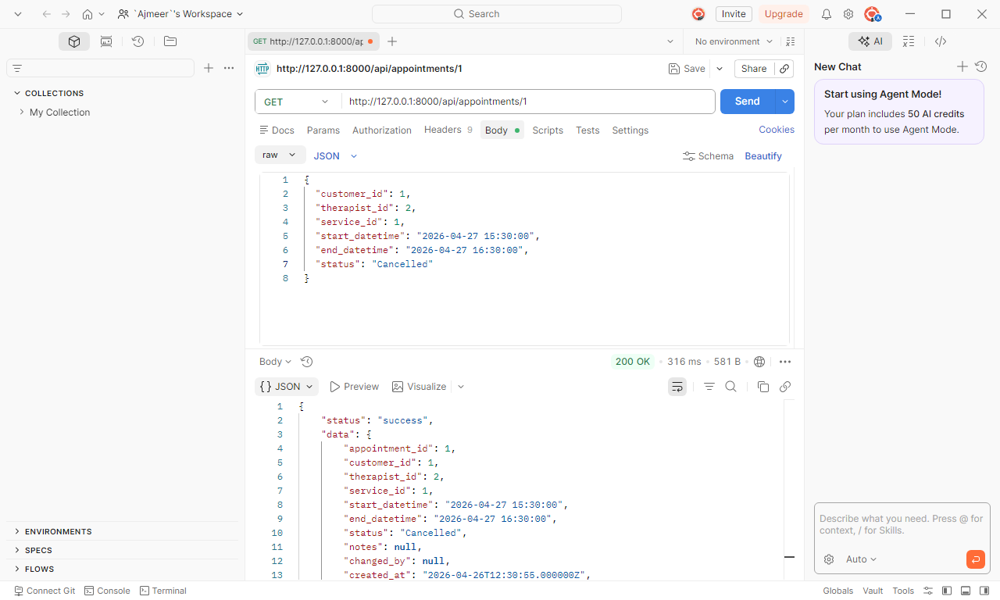 `Ajmeer`'s Workspace
Search
Invite
Upgrade
GET http://127.0.0.1:8000/ap
No environment
AI
http://127.0.0.1:8000/api/appointments/1
Save
Share
New Chat
COLLECTIONS
My Collection
GET
http://127.0.0.1:8000/api/appointments/1
Send
Start using Agent Mode!
Your plan includes 50 AI credits
per month to use Agent Mode.
Docs Params Authorization Headers 9 Body Scripts Tests Settings Cookies
raw JSON Schema Beautify
1 {
2 "customer_id": 1,
3 "therapist_id": 2,
4 "service_id": 1,
5 "start_datetime": "2026-04-27 15:30:00",
6 "end_datetime": "2026-04-27 16:30:00",
7 "status": "Cancelled"
8 }
Body 200 OK 316 ms 581 B
{} JSON Preview Visualize
1 {
2 "status": "success",
3 "data": {
4 "appointment_id": 1,
5 "customer_id": 1,
6 "therapist_id": 2,
7 "service_id": 1,
8 "start_datetime": "2026-04-27 15:30:00",
9 "end_datetime": "2026-04-27 16:30:00",
10 "status": "Cancelled",
11 "notes": null,
12 "changed_by": null,
13 "created_at": "2026-04-26T12:30:55.000000Z",
ENVIRONMENTS
SPECS
FLOWS
Describe what you need. Press @ for
context, / for Skills.
Auto
Connect Git Console Terminal
Globals Vault Tools